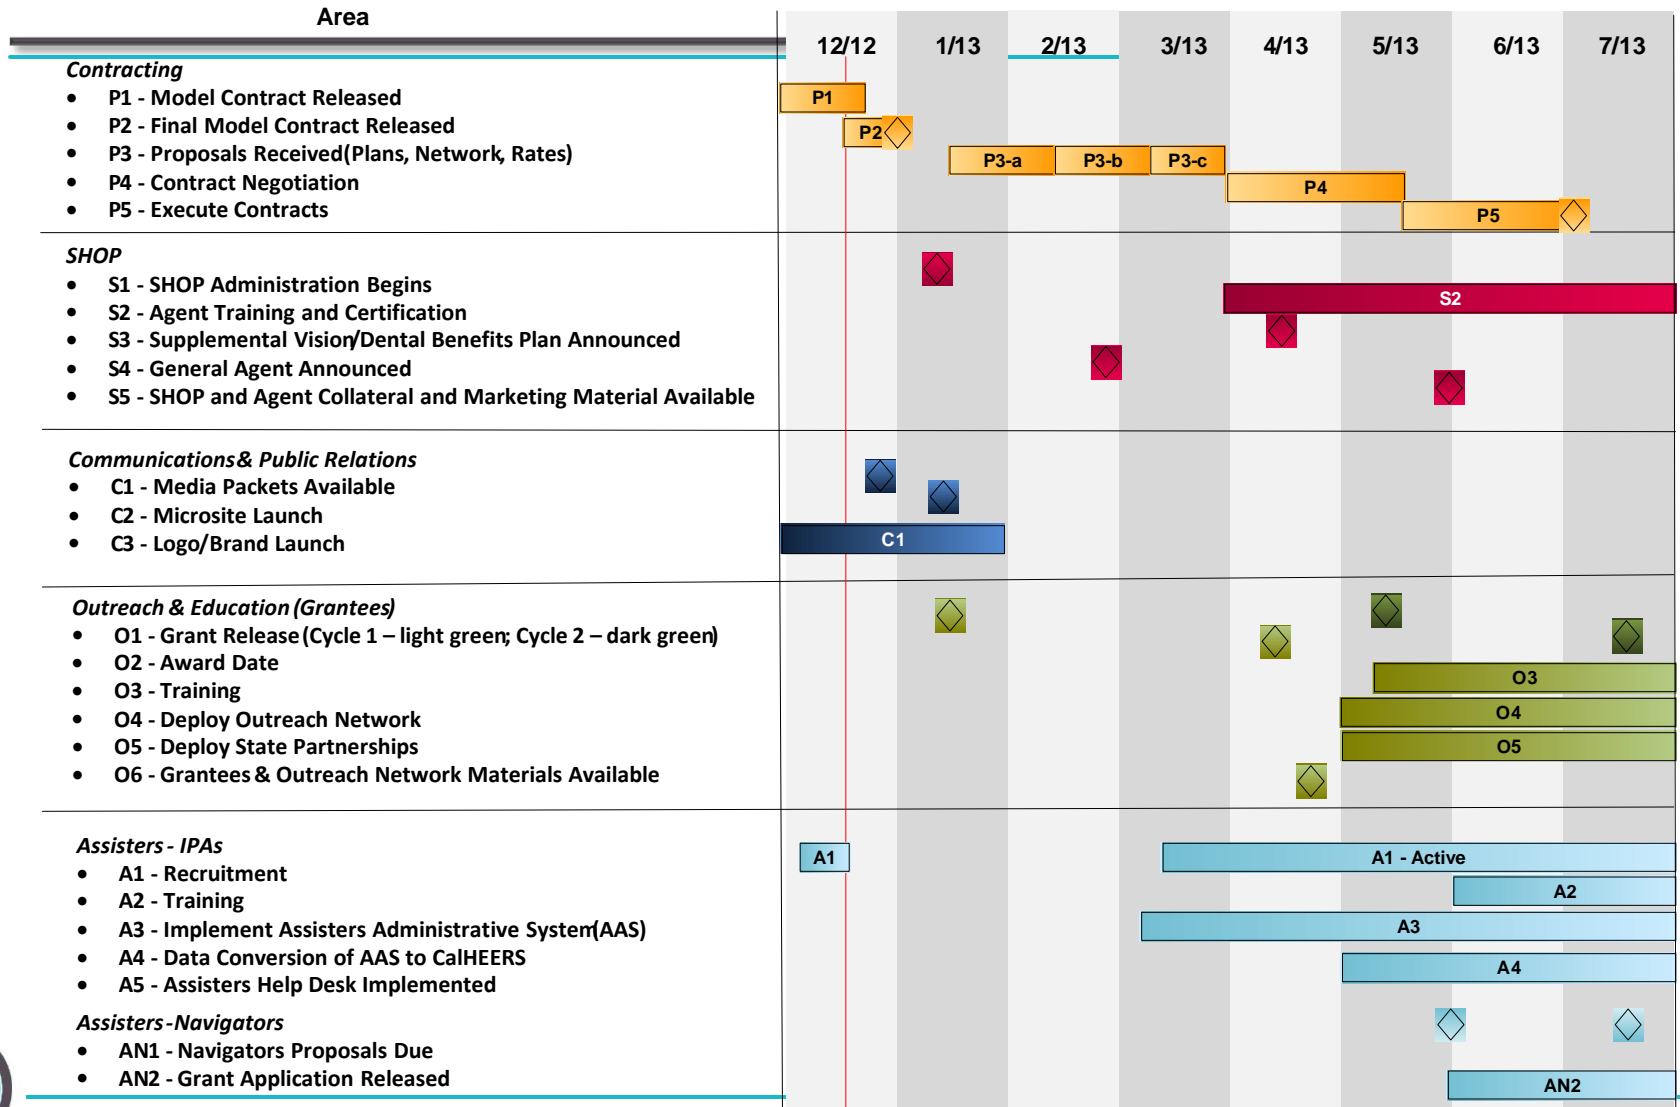 Area
12/12 1/13 2/13 3/13 4/13 5/13 6/13 7/13
Contracting
• P1 - Model Contract Released
P1
• P2 - Final Model Contract Released
P2
• P3 - Proposals Received(Plans, Network, Rates)
P3-a P3-b P3-c
• P4 - Contract Negotiation
P4
• P5 - Execute Contracts
P5
SHOP
• S1 - SHOP Administration Begins
S2
• S2 - Agent Training and Certification
• S3 - Supplemental Vision/Dental Benefits Plan Announced
• S4 - General Agent Announced
• S5 - SHOP and Agent Collateral and Marketing Material Available
Communications & Public Relations
• C1 - Media Packets Available
• C2 - Microsite Launch
• C3 - Logo/Brand Launch
C1
Outreach & Education (Grantees)
• O1 - Grant Release (Cycle 1 – light green; Cycle 2 – dark green)
• O2 - Award Date
• O3 - Training
O3
• O4 - Deploy Outreach Network
O4
• O5 - Deploy State Partnerships
O5
• O6 - Grantees & Outreach Network Materials Available
Assisters - IPAs
A1 A1 - Active
• A1 - Recruitment
• A2 - Training
A2
• A3 - Implement Assisters Administrative System(AAS)
A3
• A4 - Data Conversion of AAS to CalHEERS
A4
• A5 - Assisters Help Desk Implemented
Assisters -Navigators
• AN1 - Navigators Proposals Due
• AN2 - Grant Application Released
AN2